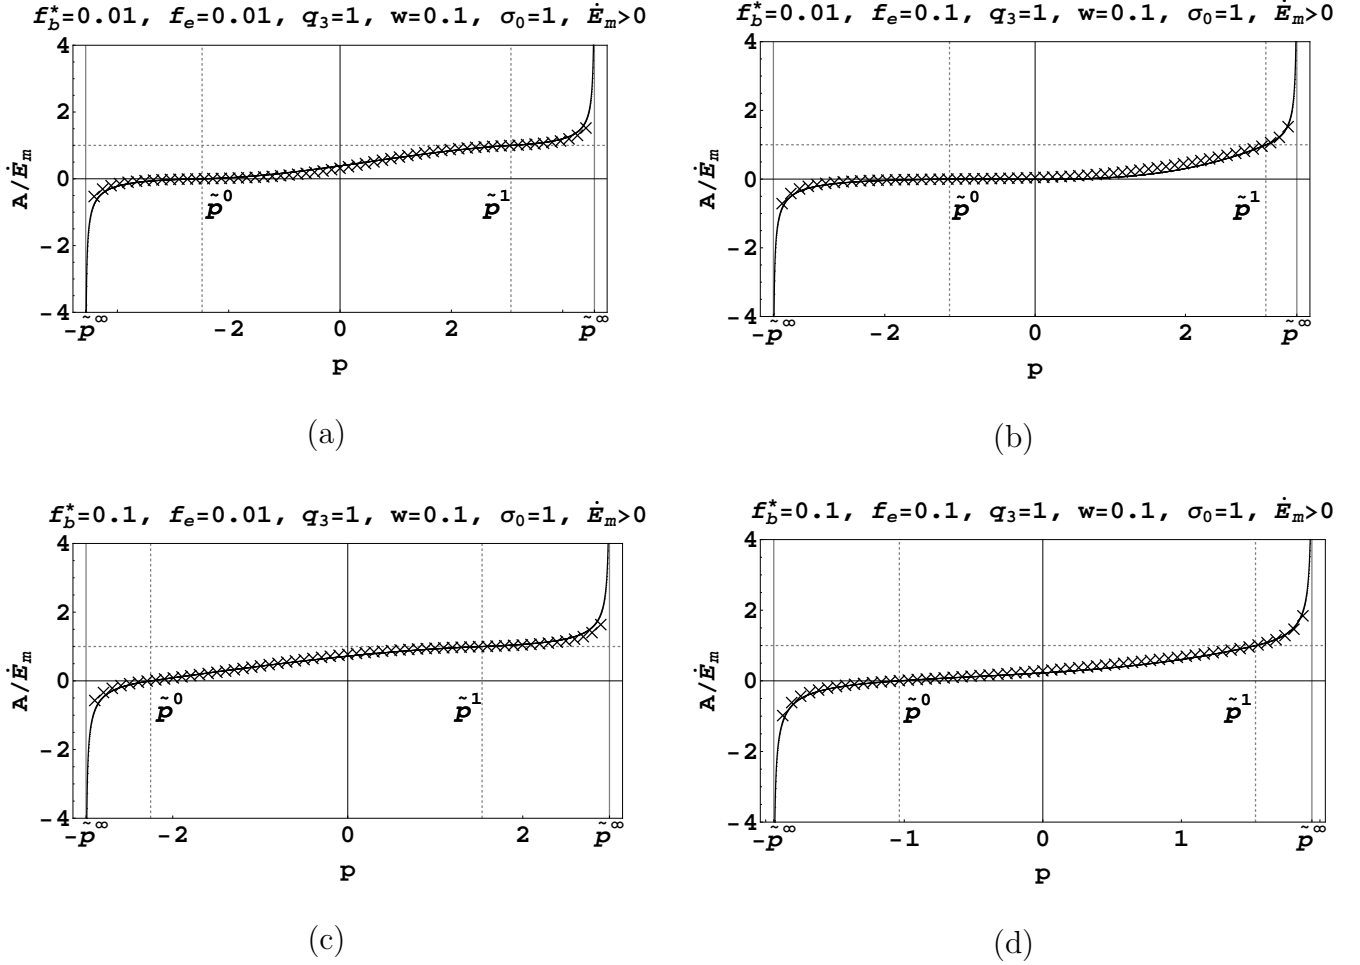 f_b^*=0.01, f_e=0.01, q_3=1, w=0.1, σ_0=1, Ė_m>0
4
2
0
-2
-4
A/Ė_m
p̃^0
p̃^1
-p̃^∞
-2
0
2
p̃^∞
p
(a)
f_b^*=0.01, f_e=0.1, q_3=1, w=0.1, σ_0=1, Ė_m>0
4
2
0
-2
-4
A/Ė_m
p̃^0
p̃^1
-p̃^∞
-2
0
2
p̃^∞
p
(b)
f_b^*=0.1, f_e=0.01, q_3=1, w=0.1, σ_0=1, Ė_m>0
4
2
0
-2
-4
A/Ė_m
p̃^0
p̃^1
-p̃^∞
-2
0
2
p̃^∞
p
(c)
f_b^*=0.1, f_e=0.1, q_3=1, w=0.1, σ_0=1, Ė_m>0
4
2
0
-2
-4
A/Ė_m
p̃^0
p̃^1
-p̃^∞
-1
0
1
p̃^∞
p
(d)